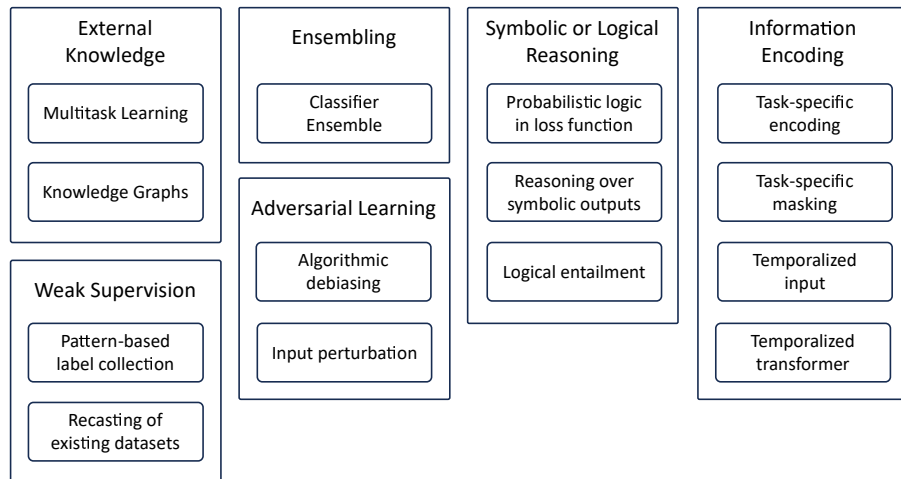 External
Knowledge
Multitask Learning
Knowledge Graphs
Weak Supervision
Pattern-based
label collection
Recasting of
existing datasets
Ensembling
Classifier
Ensemble
Adversarial Learning
Algorithmic
debiasing
Input perturbation
Symbolic or Logical
Reasoning
Probabilistic logic
in loss function
Reasoning over
symbolic outputs
Logical entailment
Information
Encoding
Task-specific
encoding
Task-specific
masking
Temporalized
input
Temporalized
transformer